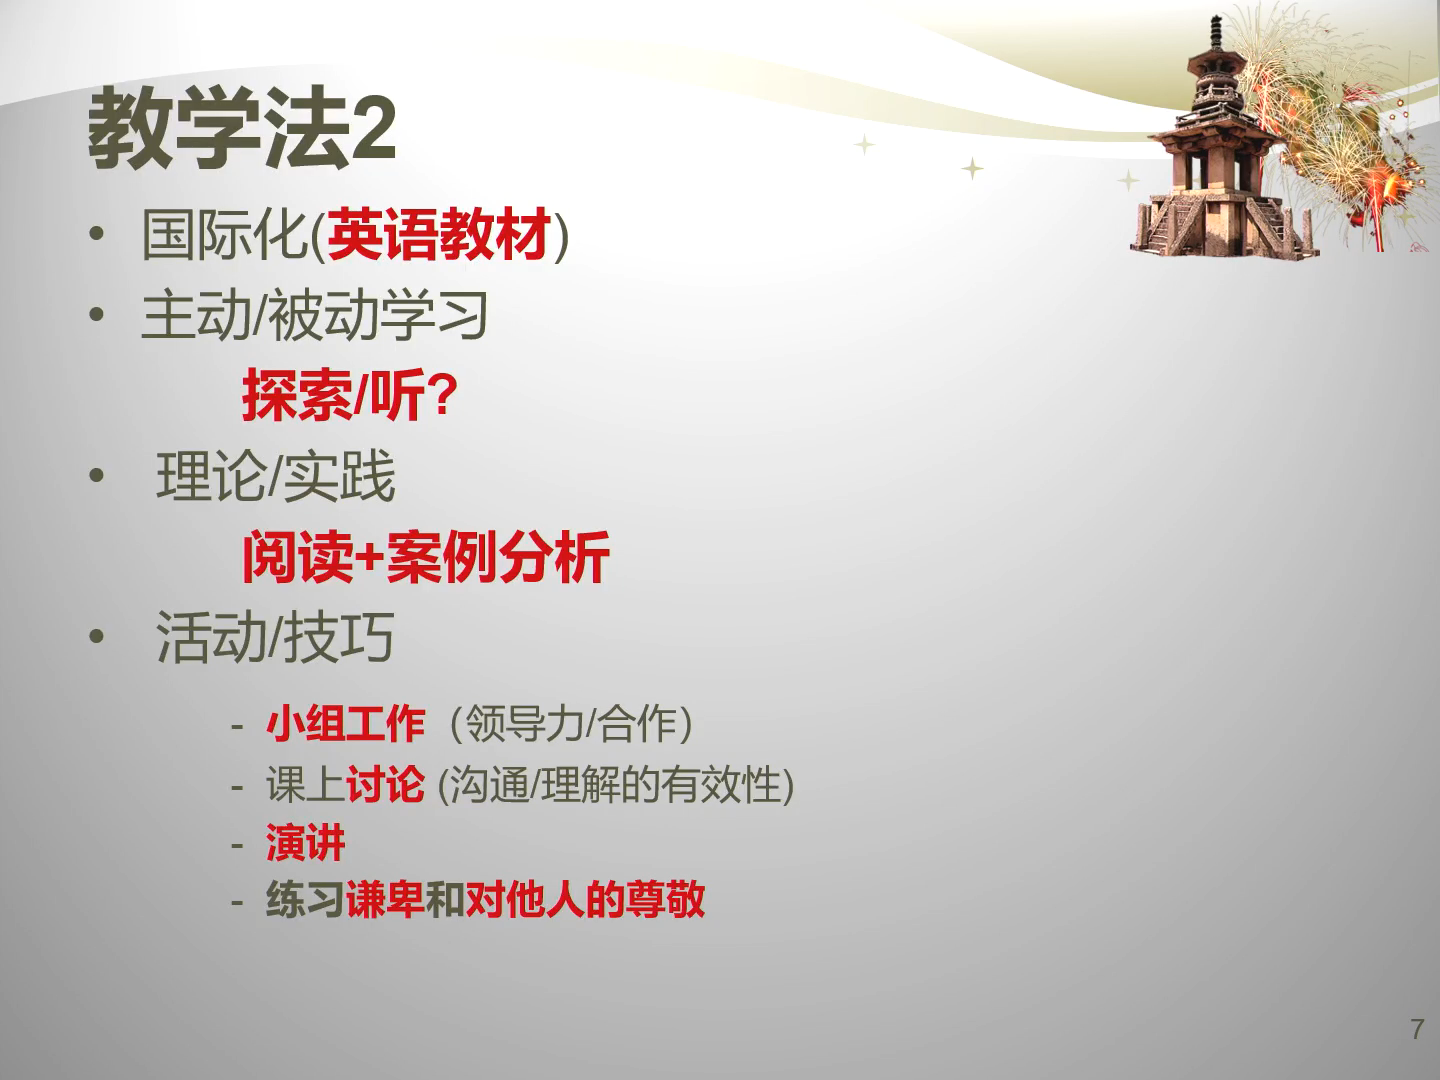 教学法2
• 国际化(英语教材)
• 主动/被动学习
探索/听?
• 理论/实践
阅读+案例分析
• 活动/技巧
- 小组工作（领导力/合作）
- 课上讨论 (沟通/理解的有效性)
- 演讲
- 练习谦卑和对他人的尊敬
7